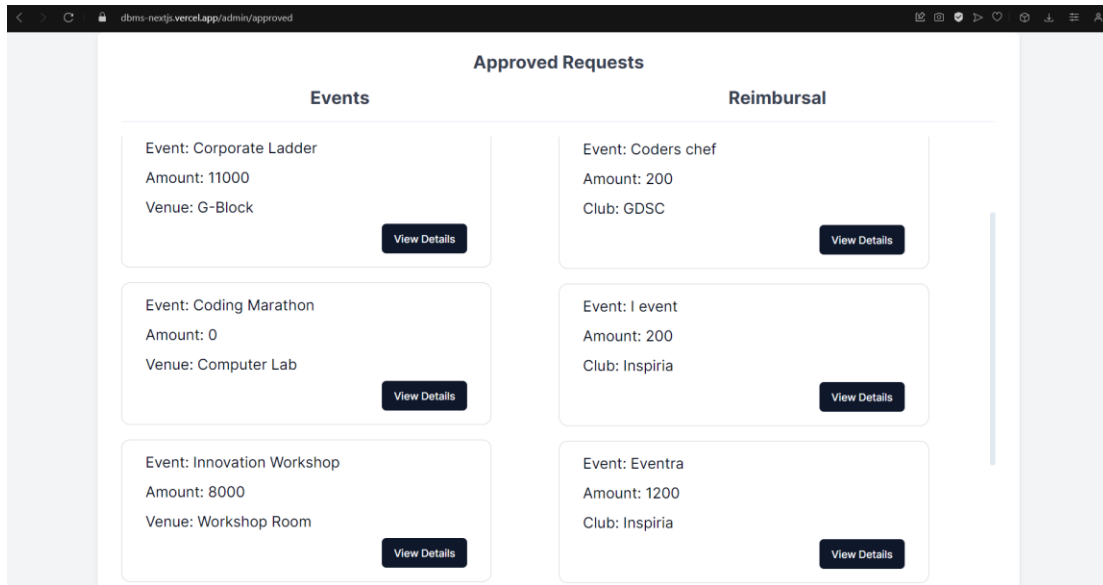 dbms-nextjs.vercel.app/admin/approved
Approved Requests
Events
Reimbursal
Event: Corporate Ladder
Amount: 11000
Venue: G-Block
View Details
Event: Coders chef
Amount: 200
Club: GDSC
View Details
Event: Coding Marathon
Amount: 0
Venue: Computer Lab
View Details
Event: I event
Amount: 200
Club: Inspiria
View Details
Event: Innovation Workshop
Amount: 8000
Venue: Workshop Room
View Details
Event: Eventra
Amount: 1200
Club: Inspiria
View Details